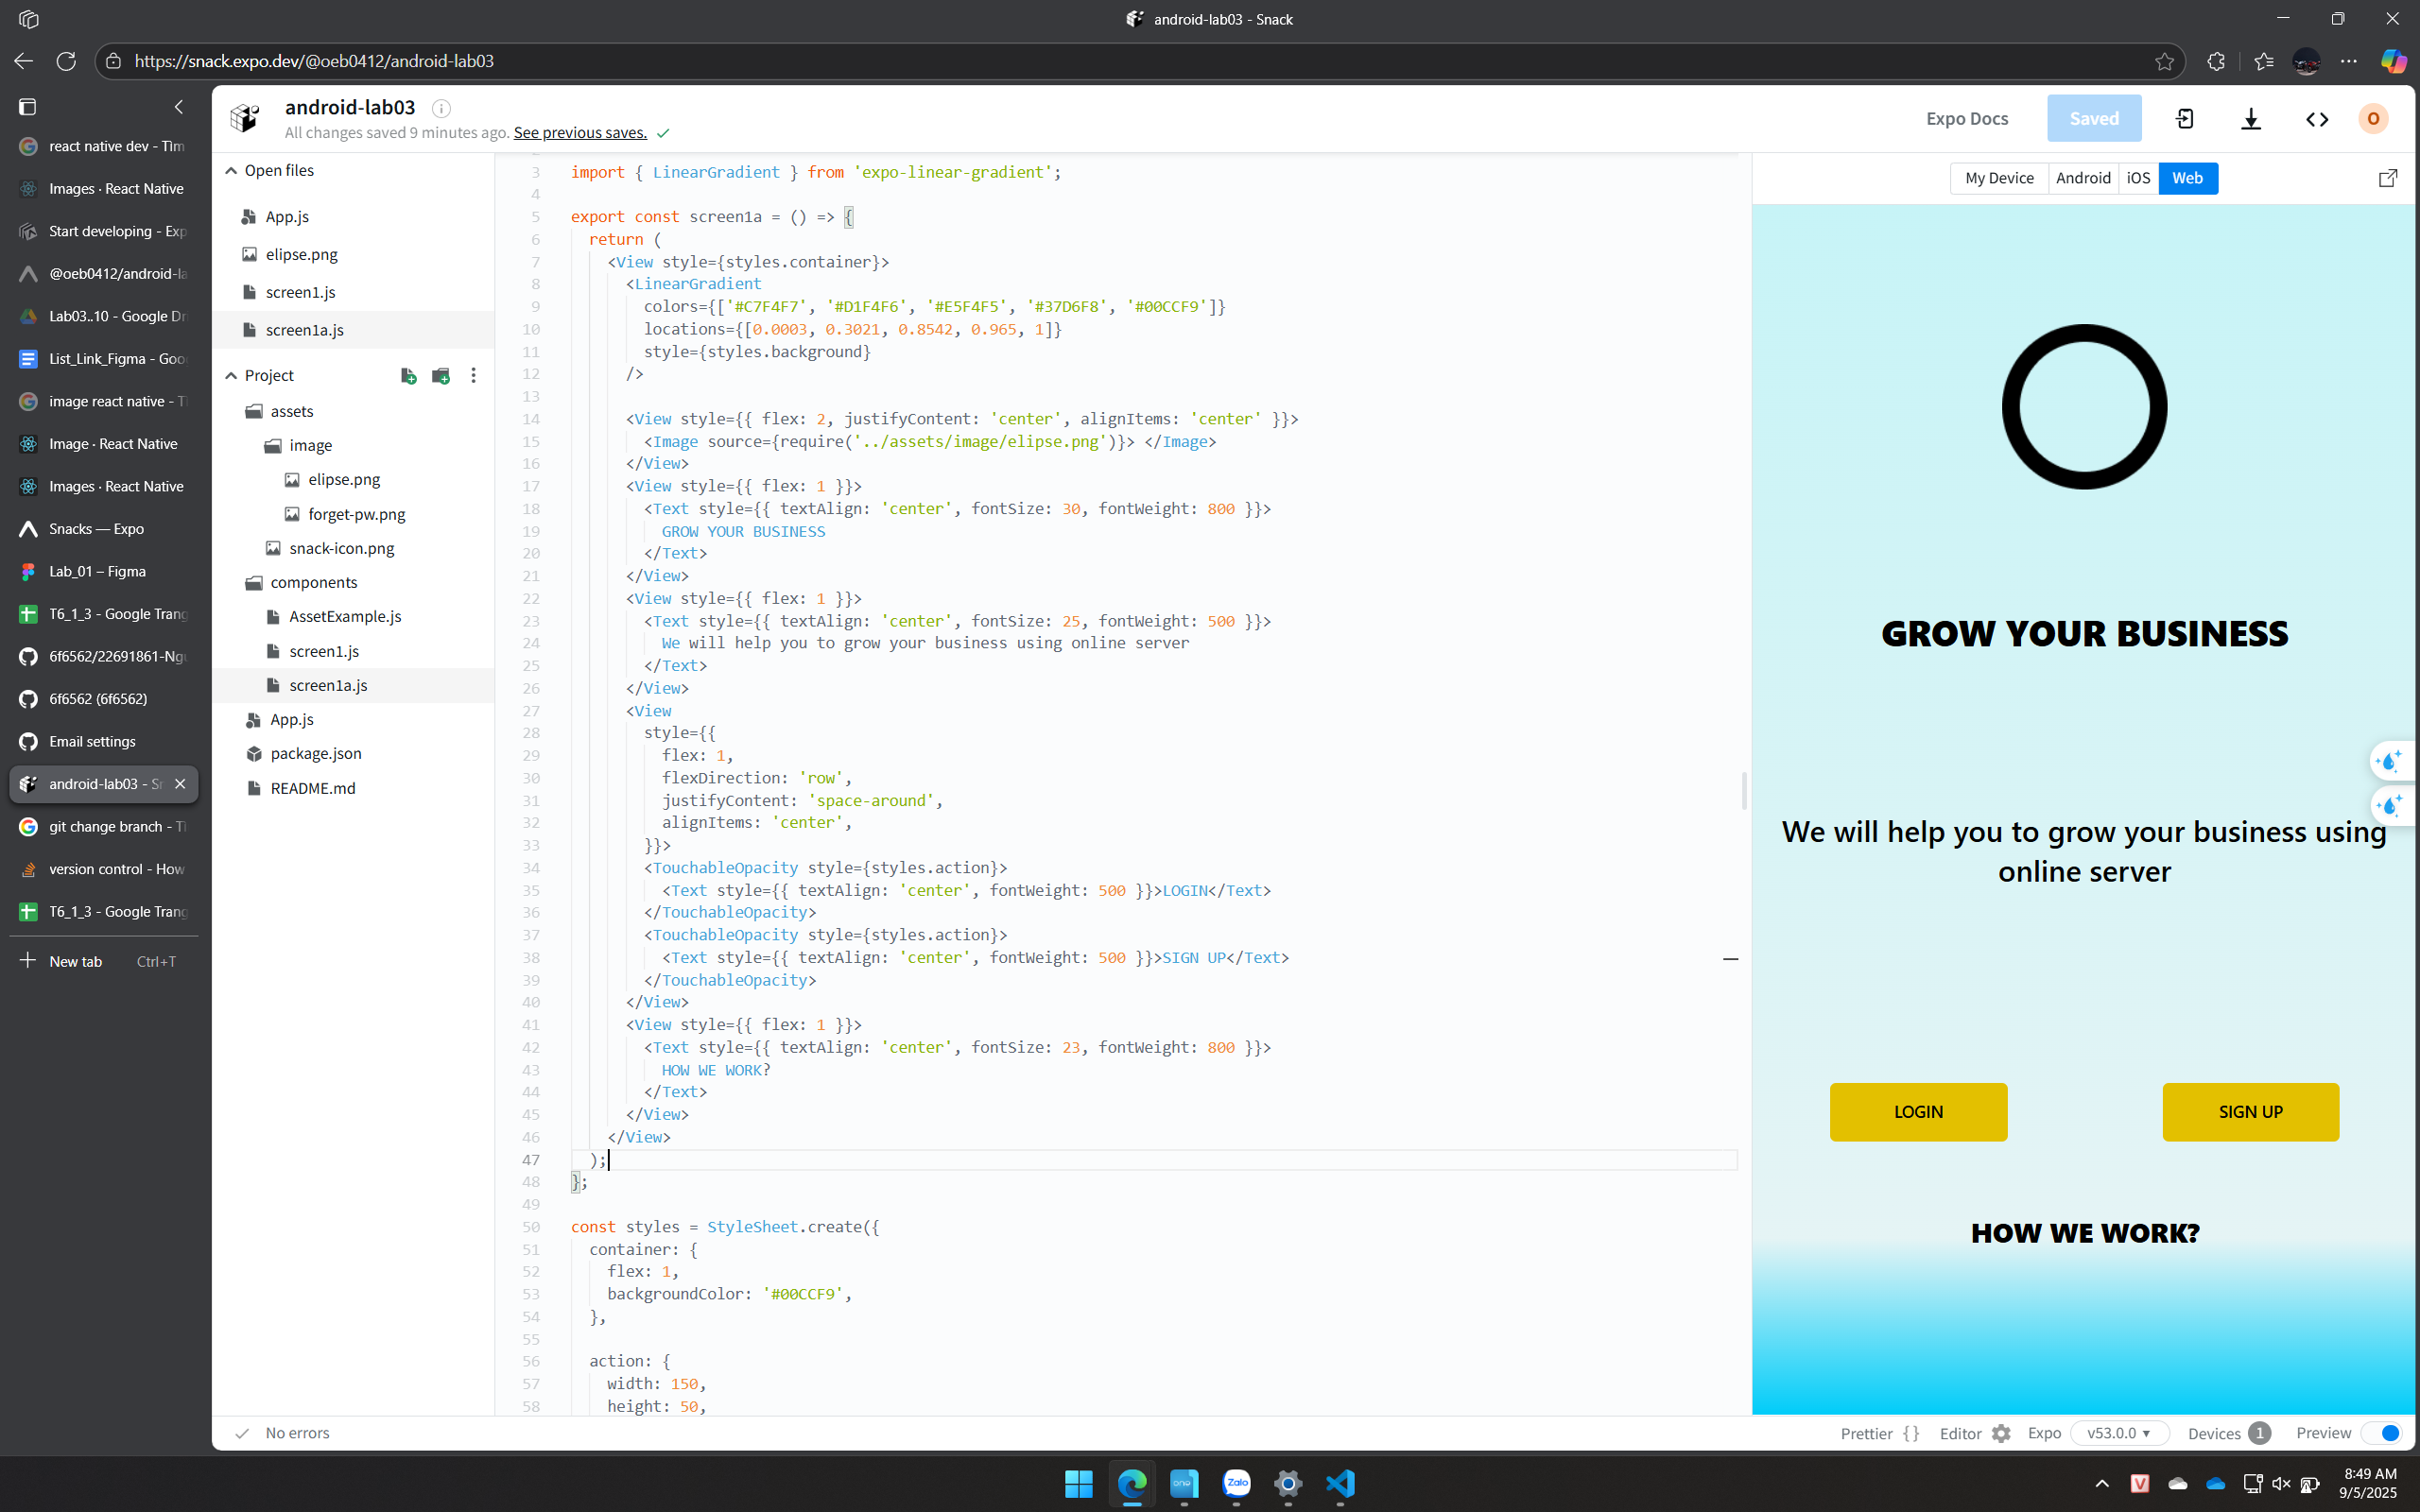 android-lab03 - Snack
https://snack.expo.dev/@oeb0412/android-lab03
react native dev - Tìm
Images · React Native
Start developing - Exp
@oeb0412/android-la
Lab03..10 - Google Dr
List_Link_Figma - Goo
image react native - T
Image · React Native
Images · React Native
Snacks — Expo
Lab_01 – Figma
T6_1_3 - Google Trang
6f6562/22691861-Ngu
6f6562 (6f6562)
Email settings
android-lab03 - Sn
git change branch - Tì
version control - How
T6_1_3 - Google Trang
New tab Ctrl+T
android-lab03
All changes saved 9 minutes ago. See previous saves.
Expo Docs
Saved
O
Open files
App.js
elipse.png
screen1.js
screen1a.js
Project
assets
image
elipse.png
forget-pw.png
snack-icon.png
components
AssetExample.js
screen1.js
screen1a.js
App.js
package.json
README.md
3 import { LinearGradient } from 'expo-linear-gradient';
4
5 export const screen1a = () => {
6 return (
7 <View style={styles.container}>
8 <LinearGradient
9 colors={['#C7F4F7', '#D1F4F6', '#E5F4F5', '#37D6F8', '#00CCF9']}
10 locations={[0.0003, 0.3021, 0.8542, 0.965, 1]}
11 style={styles.background}
12 />
13
14 <View style={{ flex: 2, justifyContent: 'center', alignItems: 'center' }}>
15 <Image source={require('../assets/image/elipse.png')}> </Image>
16 </View>
17 <View style={{ flex: 1 }}>
18 <Text style={{ textAlign: 'center', fontSize: 30, fontWeight: 800 }}>
19 GROW YOUR BUSINESS
20 </Text>
21 </View>
22 <View style={{ flex: 1 }}>
23 <Text style={{ textAlign: 'center', fontSize: 25, fontWeight: 500 }}>
24 We will help you to grow your business using online server
25 </Text>
26 </View>
27 <View
28 style={{
29 flex: 1,
30 flexDirection: 'row',
31 justifyContent: 'space-around',
32 alignItems: 'center',
33 }}>
34 <TouchableOpacity style={styles.action}>
35 <Text style={{ textAlign: 'center', fontWeight: 500 }}>LOGIN</Text>
36 </TouchableOpacity>
37 <TouchableOpacity style={styles.action}>
38 <Text style={{ textAlign: 'center', fontWeight: 500 }}>SIGN UP</Text>
39 </TouchableOpacity>
40 </View>
41 <View style={{ flex: 1 }}>
42 <Text style={{ textAlign: 'center', fontSize: 23, fontWeight: 800 }}>
43 HOW WE WORK?
44 </Text>
45 </View>
46 </View>
47 );
48 };
49
50 const styles = StyleSheet.create({
51 container: {
52 flex: 1,
53 backgroundColor: '#00CCF9',
54 },
55
56 action: {
57 width: 150,
58 height: 50,
My Device Android iOS Web
GROW YOUR BUSINESS
We will help you to grow your business using
online server
LOGIN SIGN UP
HOW WE WORK?
No errors
Prettier { } Editor Expo v53.0.0 Devices 1 Preview
one
Zalo
V
8:49 AM
9/5/2025